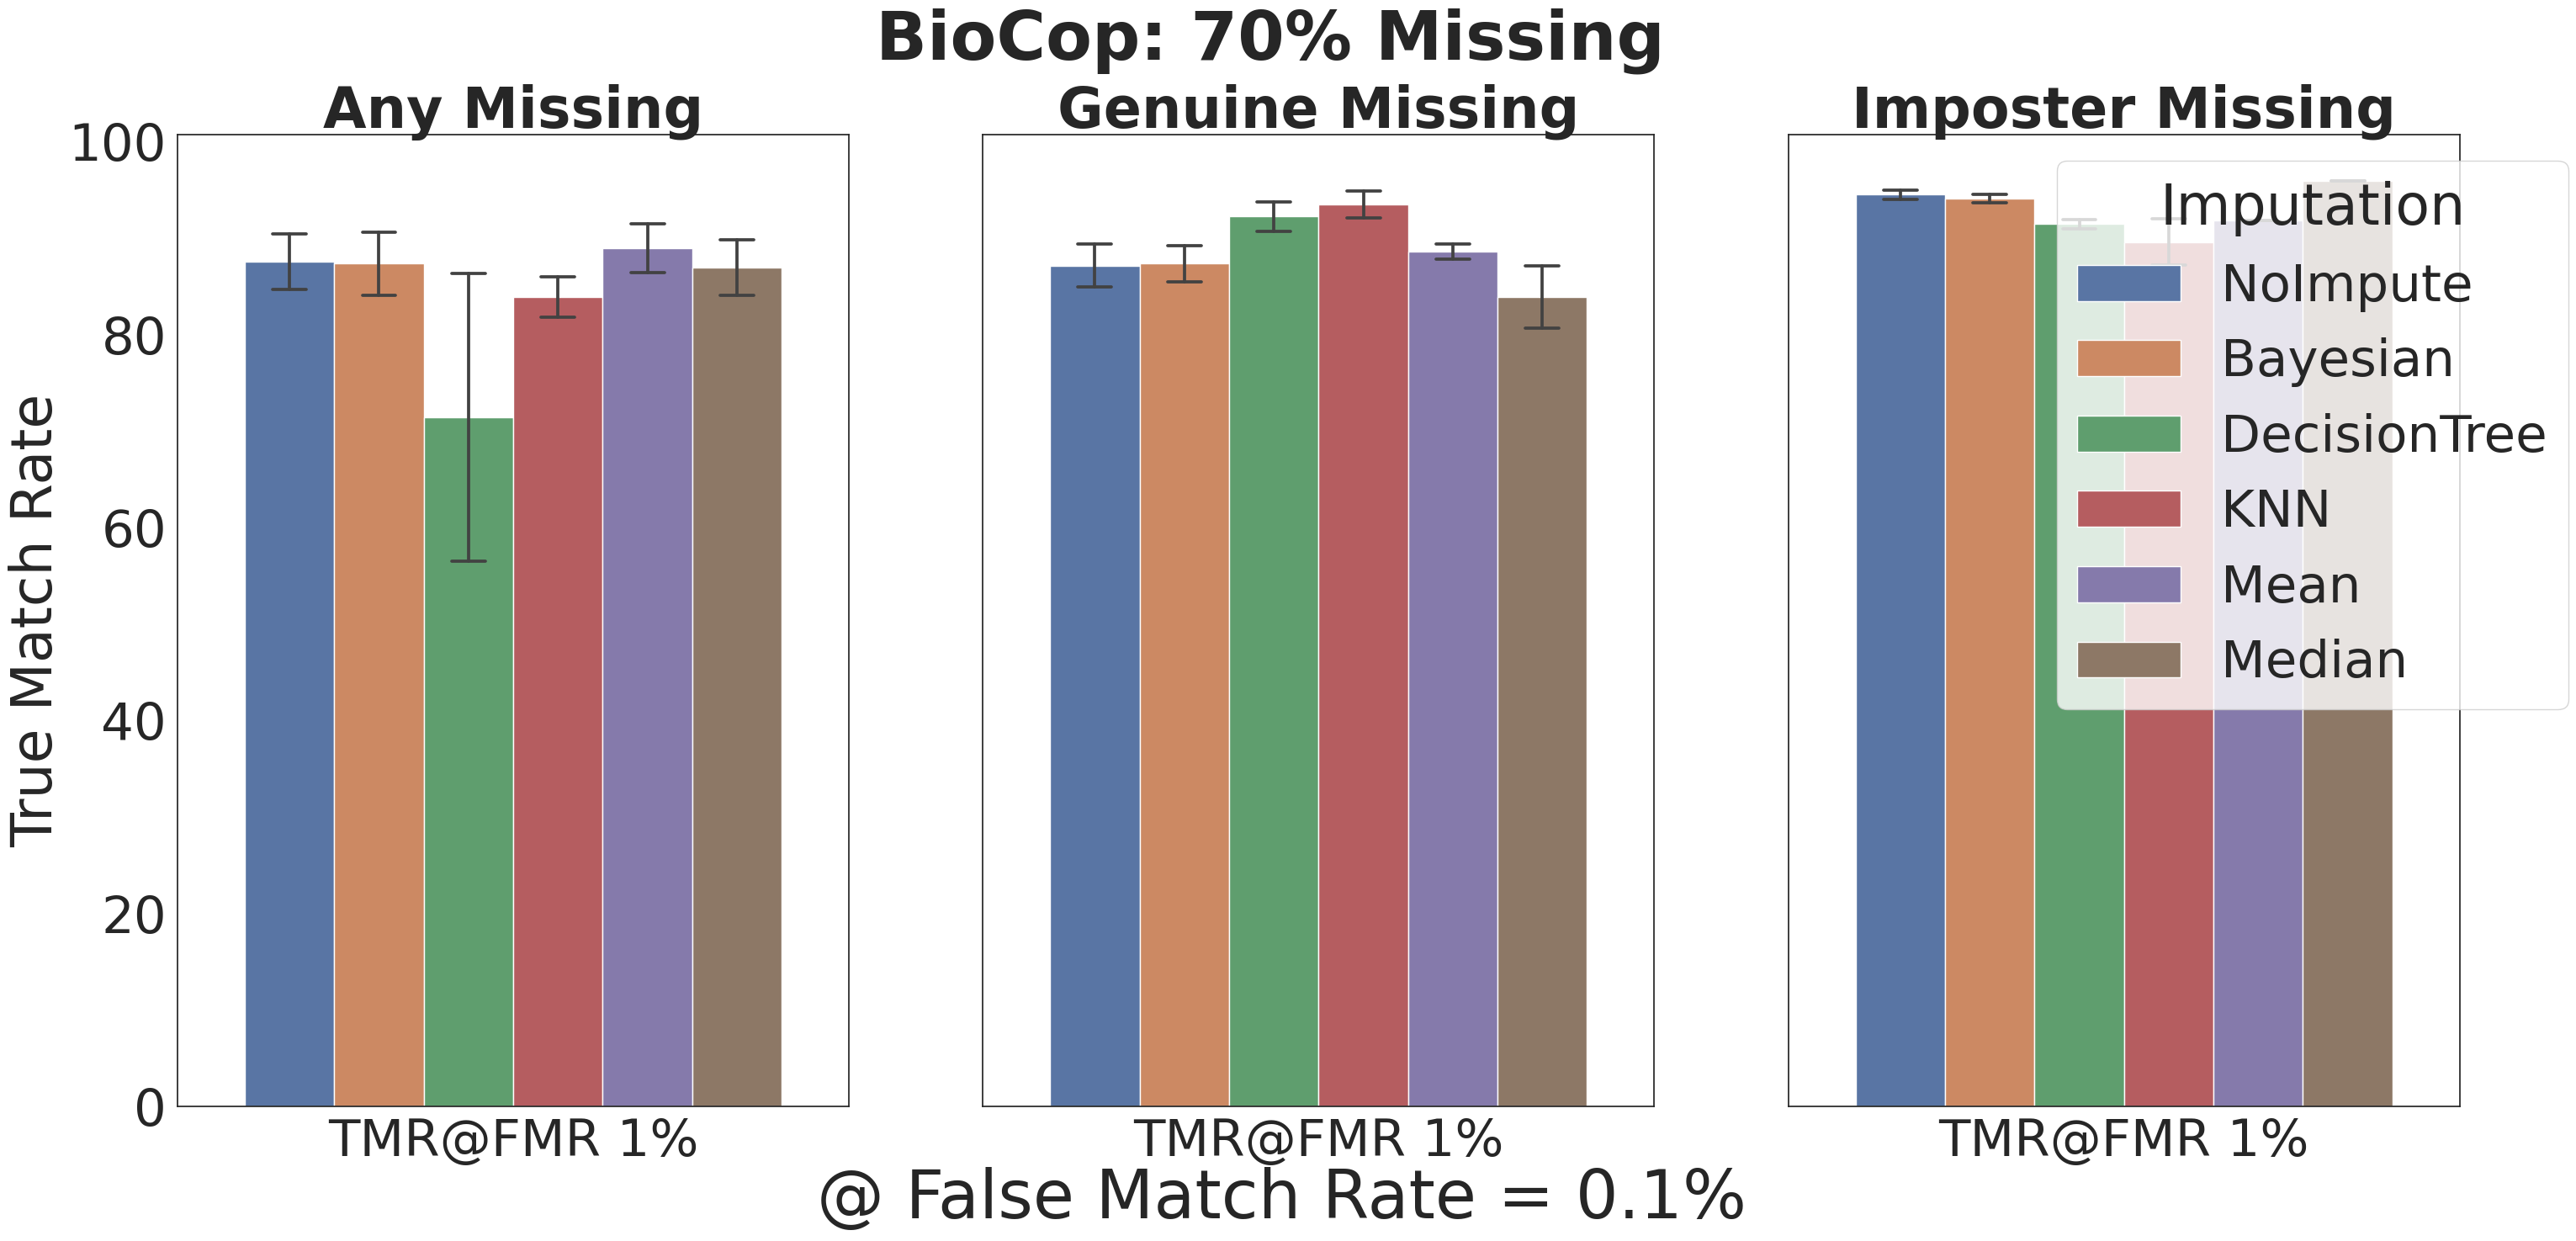 BioCop: 70% Missing
Any Missing
Genuine Missing
Imposter Missing
True Match Rate
100
80
60
40
20
0
Imputation
NoImpute
Bayesian
DecisionTree
KNN
Mean
Median
TMR@FMR 1%
TMR@FMR 1%
TMR@FMR 1%
@ False Match Rate = 0.1%